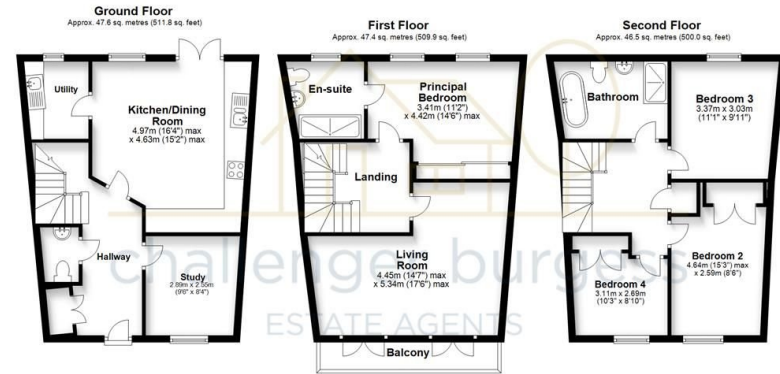 Ground Floor
Approx. 47.6 sq. metres (511.8 sq. feet)
Utility
Kitchen/Dining
Room
4.97m (16'4") max
x 4.63m (15'2") max
Hallway
Study
2.89m x 2.55m
(9'6" x 8'4")
First Floor
Approx. 47.4 sq. metres (509.9 sq. feet)
En-suite
Principal
Bedroom
3.41m (11'2")
x 4.42m (14'6") max
Landing
Living
Room
4.45m (14'7") max
x 5.34m (17'6") max
Balcony
Second Floor
Approx. 46.5 sq. metres (500.0 sq. feet)
Bathroom
Bedroom 3
3.37m x 3.03m
(11'1" x 9'11")
Bedroom 2
4.64m (15'3") max
x 2.59m (8'6")
Bedroom 4
3.11m x 2.69m
(10'3" x 8'10")
burgess
ESTATE AGENTS